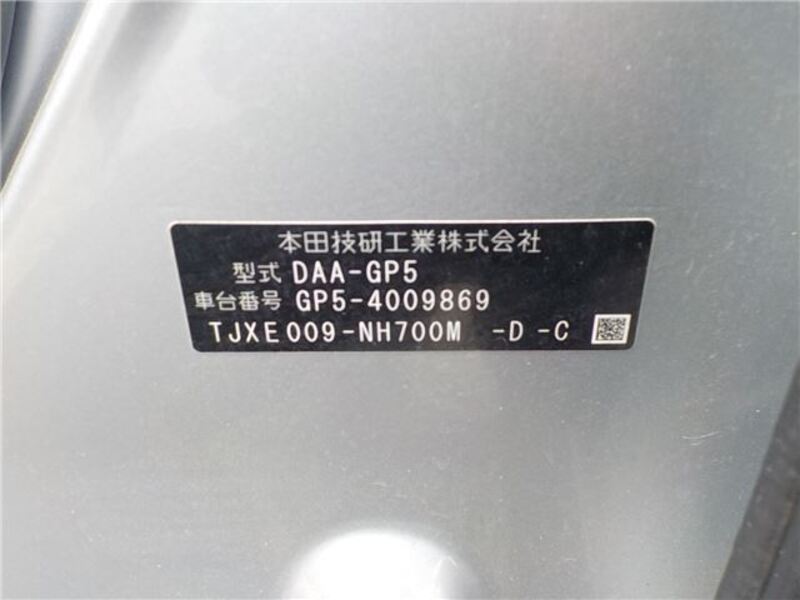 本田技研工業株式会社
型式 DAA-GP5
車台番号 GP5-4009869
TJXE009-NH700M -D-C